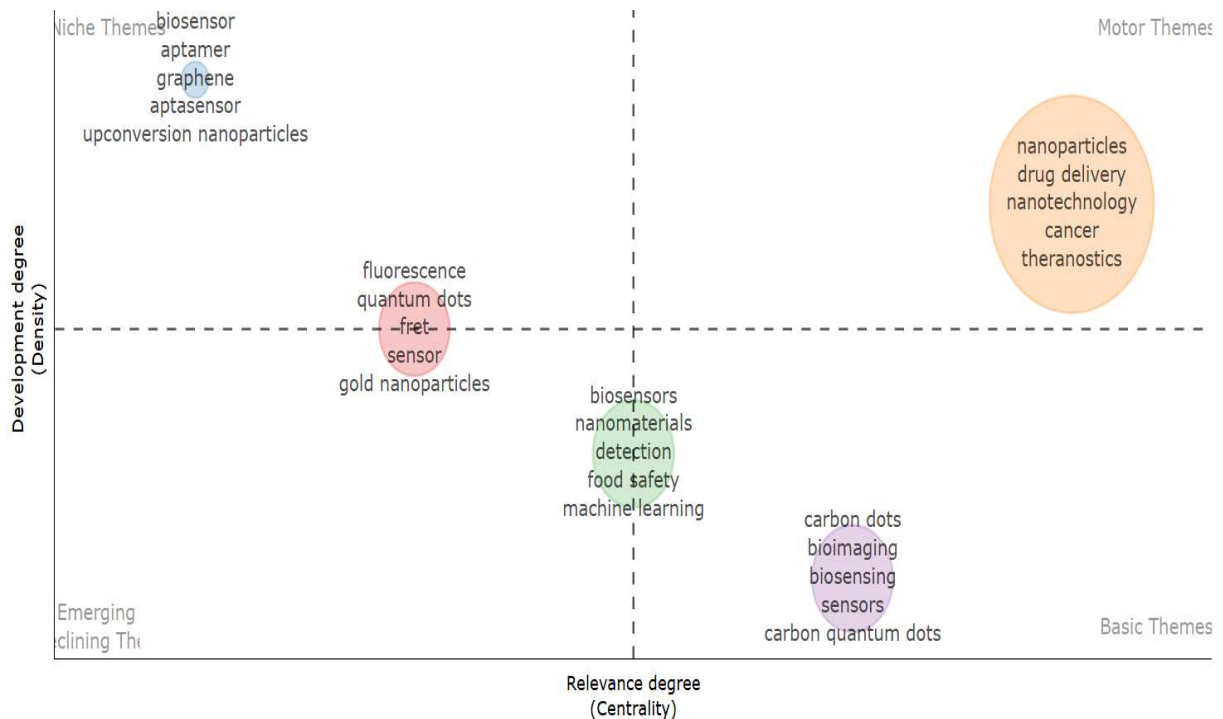 Niche Themes
biosensor
aptamer
graphene
aptasensor
upconversion nanoparticles
Motor Themes
nanoparticles
drug delivery
nanotechnology
cancer
theranostics
fluorescence
quantum dots
fret
sensor
gold nanoparticles
biosensors
nanomaterials
detection
food safety
machine learning
carbon dots
bioimaging
biosensing
sensors
carbon quantum dots
Emerging
eclining The
Basic Themes
Development degree
(Density)
Relevance degree
(Centrality)